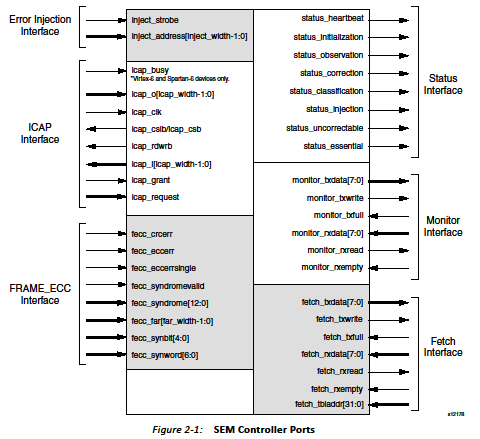 Error Injection
Interface
inject_strobe
inject_address[inject_width-1:0]
ICAP
Interface
icap_busy
*Virtex-6 and Spartan-6 devices only.
icap_o[icap_width-1:0]
icap_clk
icap_csib/icap_csb
icap_rdwrb
icap_i[icap_width-1:0]
icap_grant
icap_request
FRAME_ECC
Interface
fecc_crcerr
fecc_eccerr
fecc_eccerrsingle
fecc_syndromevalid
fecc_syndrome[12:0]
fecc_far[far_width-1:0]
fecc_synbit[4:0]
fecc_synword[6:0]
status_heartbeat
status_initialization
status_observation
status_correction
status_classification
status_injection
status_uncorrectable
status_essential
Status
Interface
monitor_txdata[7:0]
monitor_txwrite
monitor_txfull
monitor_rxdata[7:0]
monitor_rxread
monitor_rxempty
Monitor
Interface
fetch_txdata[7:0]
fetch_txwrite
fetch_txfull
fetch_rxdata[7:0]
fetch_rxread
fetch_rxempty
fetch_tbladdr[31:0]
Fetch
Interface
x12178
Figure 2-1: SEM Controller Ports